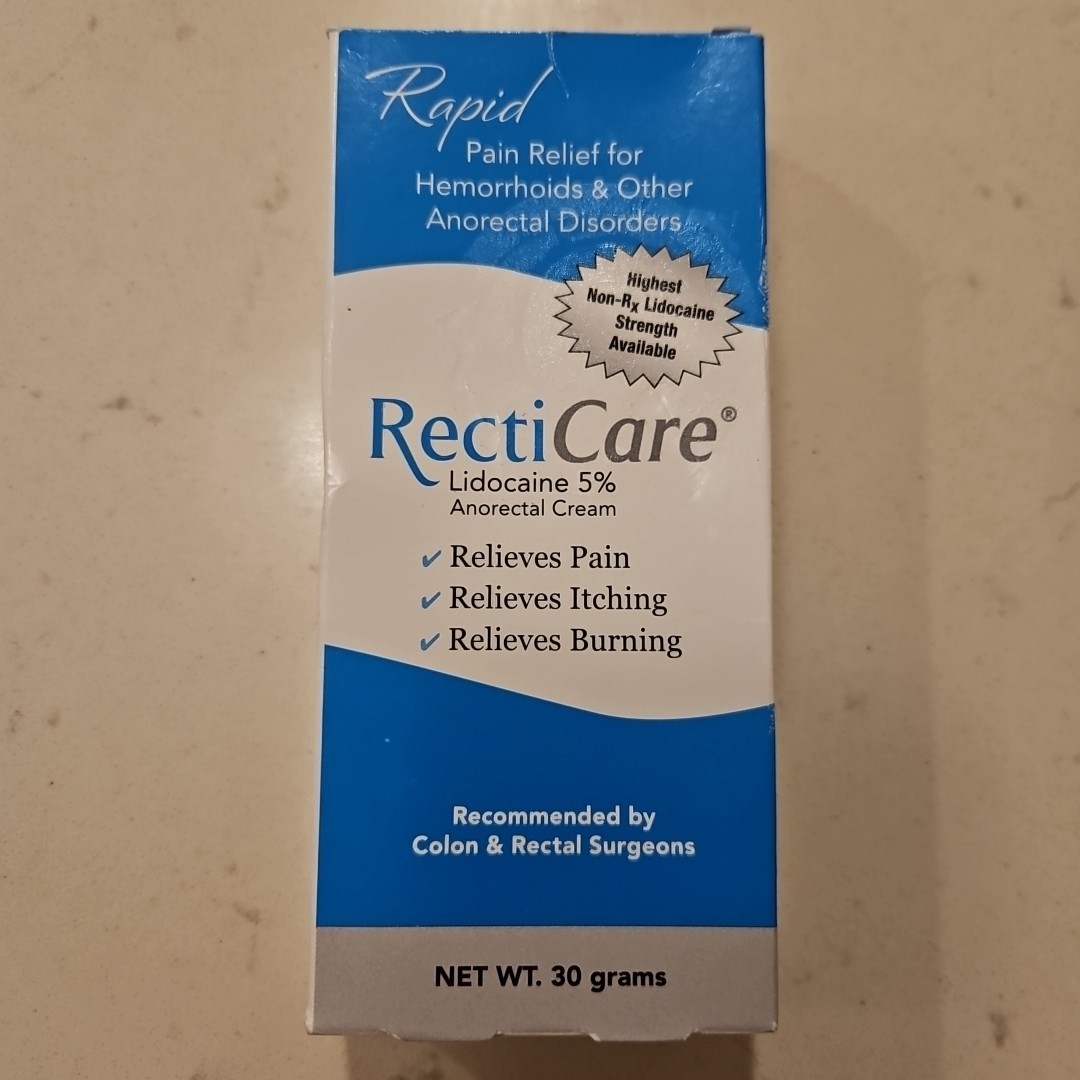 Rapid
Pain Relief for
Hemorrhoids & Other
Anorectal Disorders
Highest
Non-Rx Lidocaine
Strength
Available
RectiCare®
Lidocaine 5%
Anorectal Cream
✓ Relieves Pain
✓ Relieves Itching
✓ Relieves Burning
Recommended by
Colon & Rectal Surgeons
NET WT. 30 grams